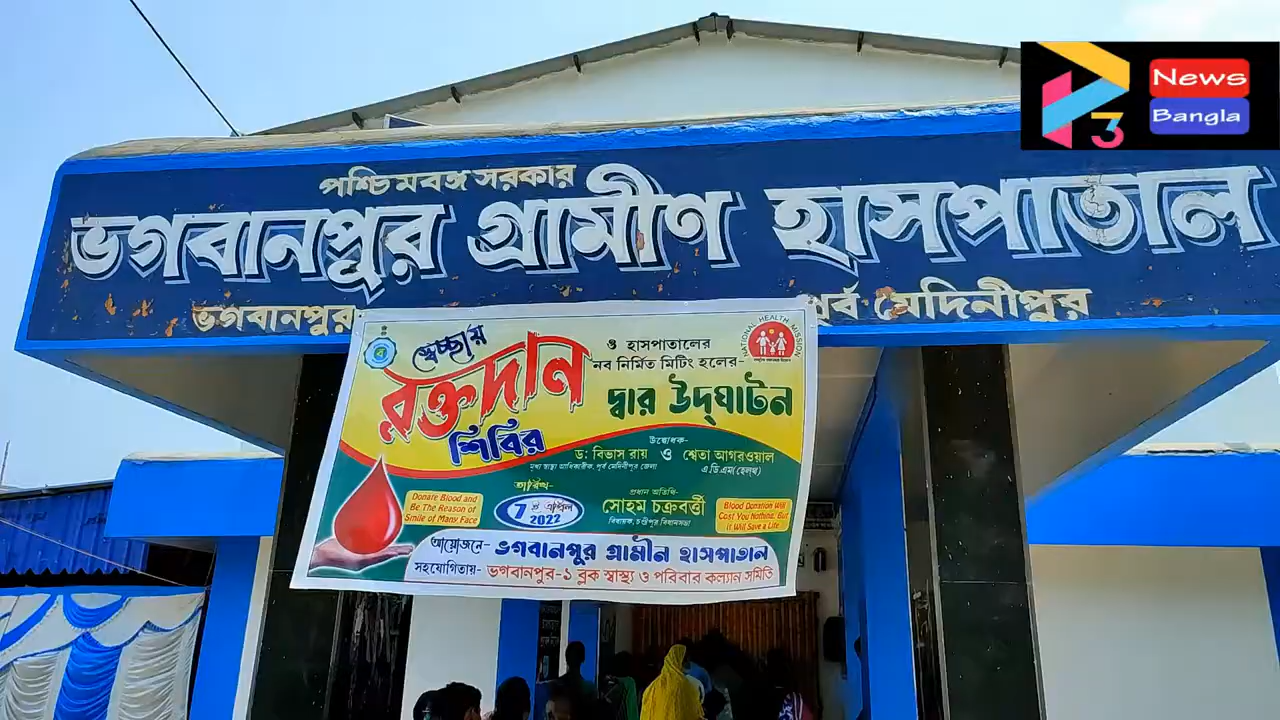 News
Bangla
3
পশ্চিমবঙ্গ সরকার
ভগবানপুর গ্রামীণ হাসপাতাল
ভগবানপুর
পূর্ব মেদিনীপুর
স্বেচ্ছায়
রক্তদান
শিবির
ও হাসপাতালের
নব নির্মিত মিটিং হলের-
দ্বার উদ্‌ঘাটন
NATIONAL HEALTH MISSION
উদ্বোধক-
ডঃ বিভাস রায় ও শ্বেতা আগরওয়াল
মুখ্য স্বাস্থ্য আধিকারীক, পূর্ব মেদিনীপুর জেলা
এ.ডি.এম(হেল্থ)
তারিখ-
7 ই এপ্রিল
2022
প্রধান অতিথি-
সোহম চক্রবর্ত্তী
বিধায়ক, চণ্ডীপুর বিধানসভা
Donare Blood and
Be The Reason of
Smile of Many Face
Blood Donation Will
Cost You Nothing, But
It Will Save a Life
আয়োজনে- ভগবানপুর গ্রামীন হাসপাতাল
সহযোগিতায়- ভগবানপুর-১ ব্লক স্বাস্থ্য ও পরিবার কল্যান সমিতি